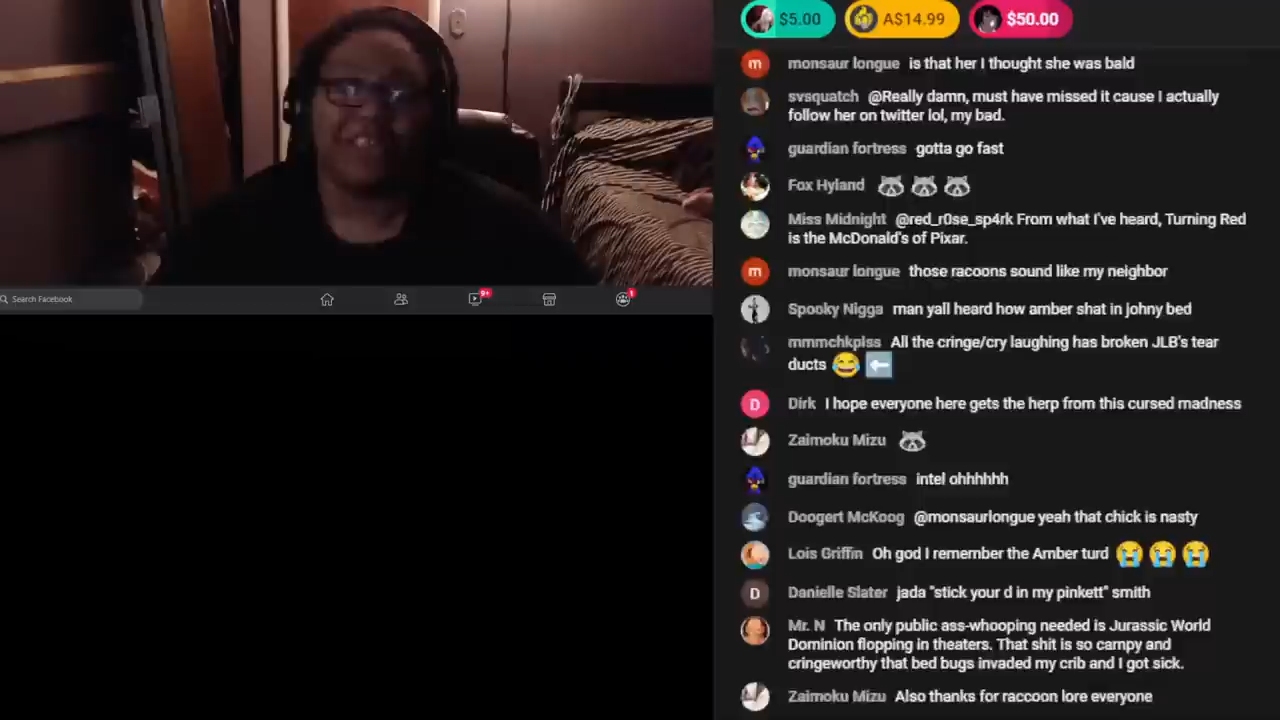 $5.00 A$14.99 $50.00
m monsaur longue is that her I thought she was bald
svsquatch @Really damn, must have missed it cause I actually
follow her on twitter lol, my bad.
guardian fortress gotta go fast
Fox Hyland 🦝 🦝 🦝
Miss Midnight @red_r0se_sp4rk From what I've heard, Turning Red
is the McDonald's of Pixar.
m monsaur longue those racoons sound like my neighbor
Spooky Nigga man yall heard how amber shat in johny bed
mmmchkplss All the cringe/cry laughing has broken JLB's tear
ducts 😂 ⬅️
D Dirk I hope everyone here gets the herp from this cursed madness
Zaimoku Mizu 🦝
guardian fortress intel ohhhhhh
Doogert McKoog @monsaurlongue yeah that chick is nasty
Lois Griffin Oh god I remember the Amber turd 😭 😭 😭
D Danielle Slater jada "stick your d in my pinkett" smith
Mr. N The only public ass-whooping needed is Jurassic World
Dominion flopping in theaters. That shit is so campy and
cringeworthy that bed bugs invaded my crib and I got sick.
Zaimoku Mizu Also thanks for raccoon lore everyone
Search Facebook
9+ 1